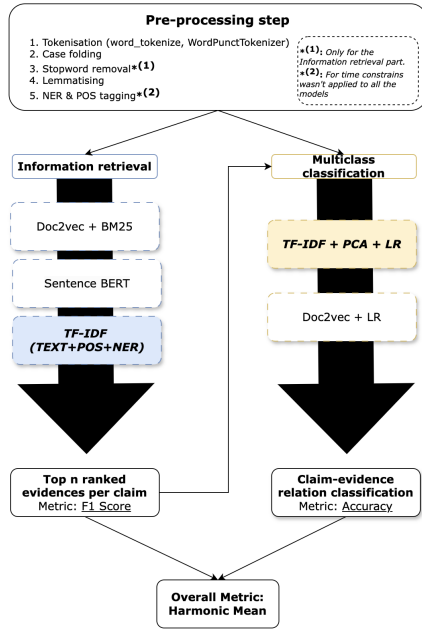 Pre-processing step
1. Tokenisation (word_tokenize, WordPunctTokenizer)
2. Case folding
3. Stopword removal*(1)
4. Lemmatising
5. NER & POS tagging*(2)
*(1): Only for the
Information retrieval part.
*(2): For time constrains
wasn't applied to all the
models
Information retrieval
Doc2vec + BM25
Sentence BERT
TF-IDF
(TEXT+POS+NER)
Top n ranked
evidences per claim
Metric: F1 Score
Multiclass
classification
TF-IDF + PCA + LR
Doc2vec + LR
Claim-evidence
relation classification
Metric: Accuracy
Overall Metric:
Harmonic Mean